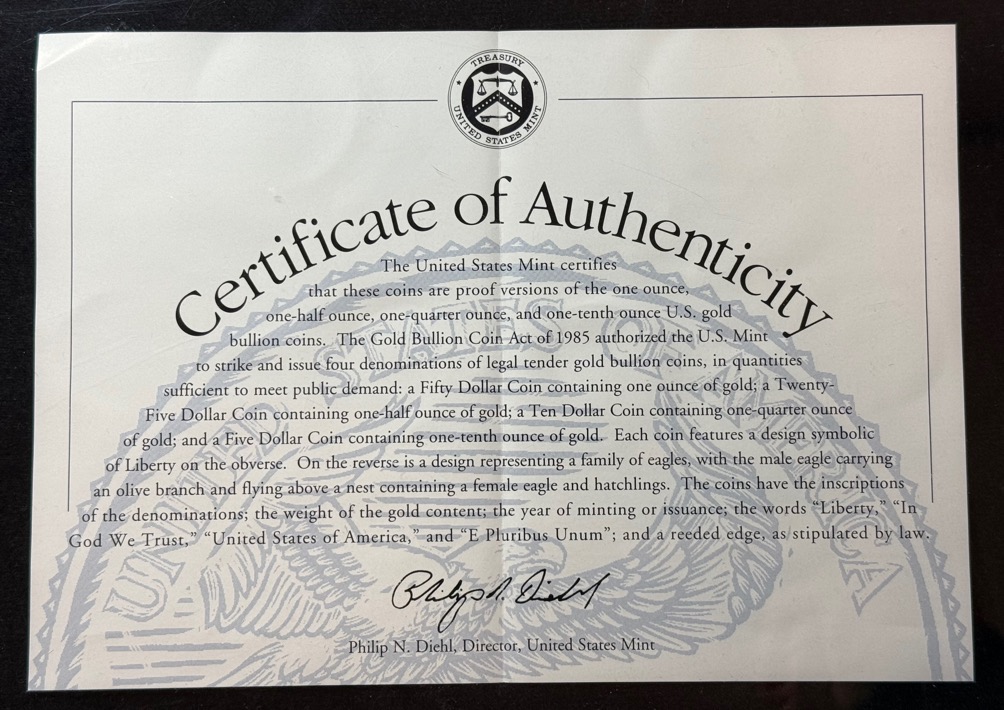 TREASURY
UNITED STATES MINT
Certificate of Authenticity
The United States Mint certifies
that these coins are proof versions of the one ounce,
one-half ounce, one-quarter ounce, and one-tenth ounce U.S. gold
bullion coins. The Gold Bullion Coin Act of 1985 authorized the U.S. Mint
to strike and issue four denominations of legal tender gold bullion coins, in quantities
sufficient to meet public demand: a Fifty Dollar Coin containing one ounce of gold; a Twenty-
Five Dollar Coin containing one-half ounce of gold; a Ten Dollar Coin containing one-quarter ounce
of gold; and a Five Dollar Coin containing one-tenth ounce of gold. Each coin features a design symbolic
of Liberty on the obverse. On the reverse is a design representing a family of eagles, with the male eagle carrying
an olive branch and flying above a nest containing a female eagle and hatchlings. The coins have the inscriptions
of the denominations; the weight of the gold content; the year of minting or issuance; the words “Liberty,” “In
God We Trust,” “United States of America,” and “E Pluribus Unum”; and a reeded edge, as stipulated by law.
UNITED STATES OF AMERICA
Philip N. Diehl
Philip N. Diehl, Director, United States Mint